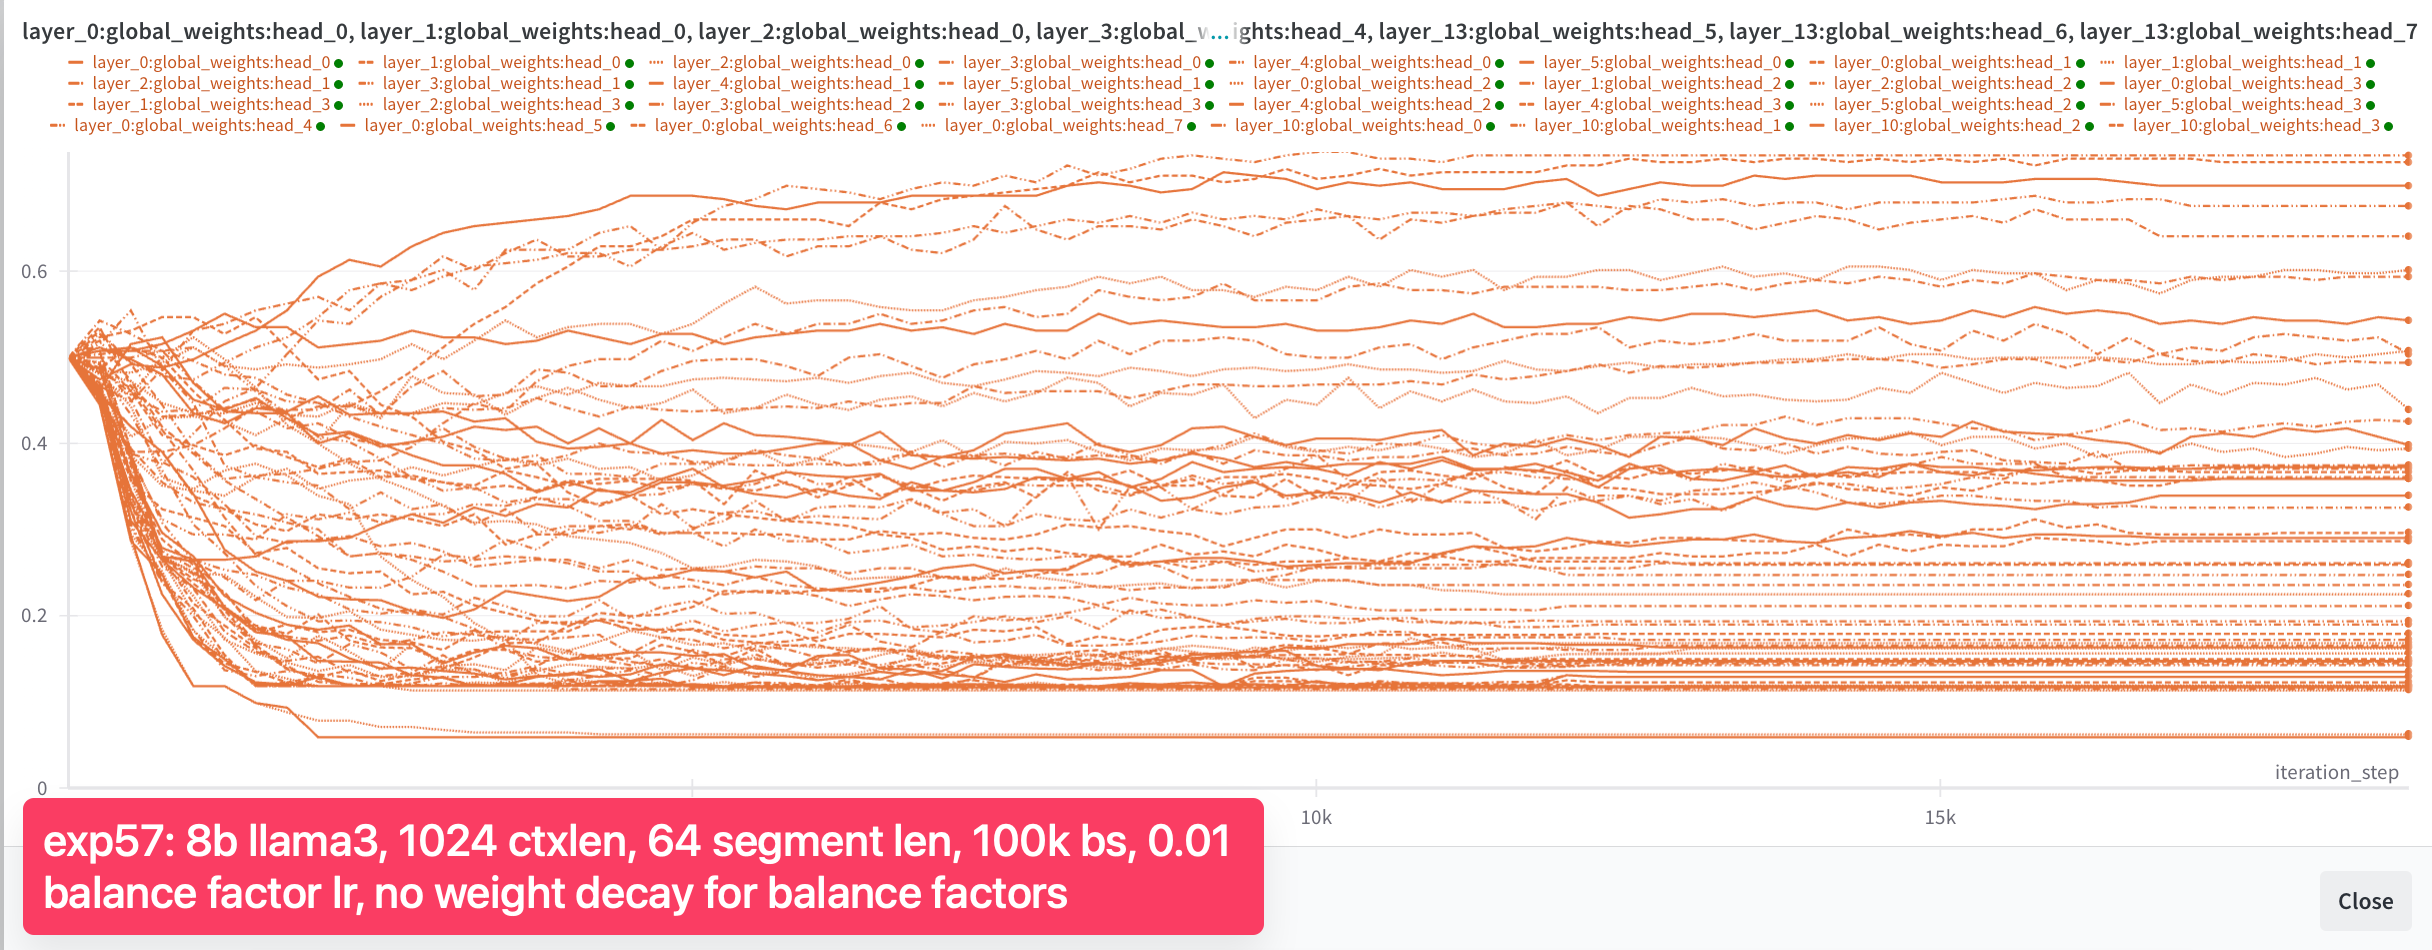 layer_0:global_weights:head_0, layer_1:global_weights:head_0, layer_2:global_weights:head_0, layer_3:global_w...ights:head_4, layer_13:global_weights:head_5, layer_13:global_weights:head_6, layer_13:global_weights:head_7
layer_0:global_weights:head_0 layer_1:global_weights:head_0 layer_2:global_weights:head_0 layer_3:global_weights:head_0 layer_4:global_weights:head_0 layer_5:global_weights:head_0 layer_0:global_weights:head_1 layer_1:global_weights:head_1
layer_2:global_weights:head_1 layer_3:global_weights:head_1 layer_4:global_weights:head_1 layer_5:global_weights:head_1 layer_0:global_weights:head_2 layer_1:global_weights:head_2 layer_2:global_weights:head_2 layer_0:global_weights:head_3
layer_1:global_weights:head_3 layer_2:global_weights:head_3 layer_3:global_weights:head_2 layer_3:global_weights:head_3 layer_4:global_weights:head_2 layer_4:global_weights:head_3 layer_5:global_weights:head_2 layer_5:global_weights:head_3
layer_0:global_weights:head_4 layer_0:global_weights:head_5 layer_0:global_weights:head_6 layer_0:global_weights:head_7 layer_10:global_weights:head_0 layer_10:global_weights:head_1 layer_10:global_weights:head_2 layer_10:global_weights:head_3
0.6
0.4
0.2
0
iteration_step
10k
15k
exp57: 8b llama3, 1024 ctxlen, 64 segment len, 100k bs, 0.01
balance factor lr, no weight decay for balance factors
Close